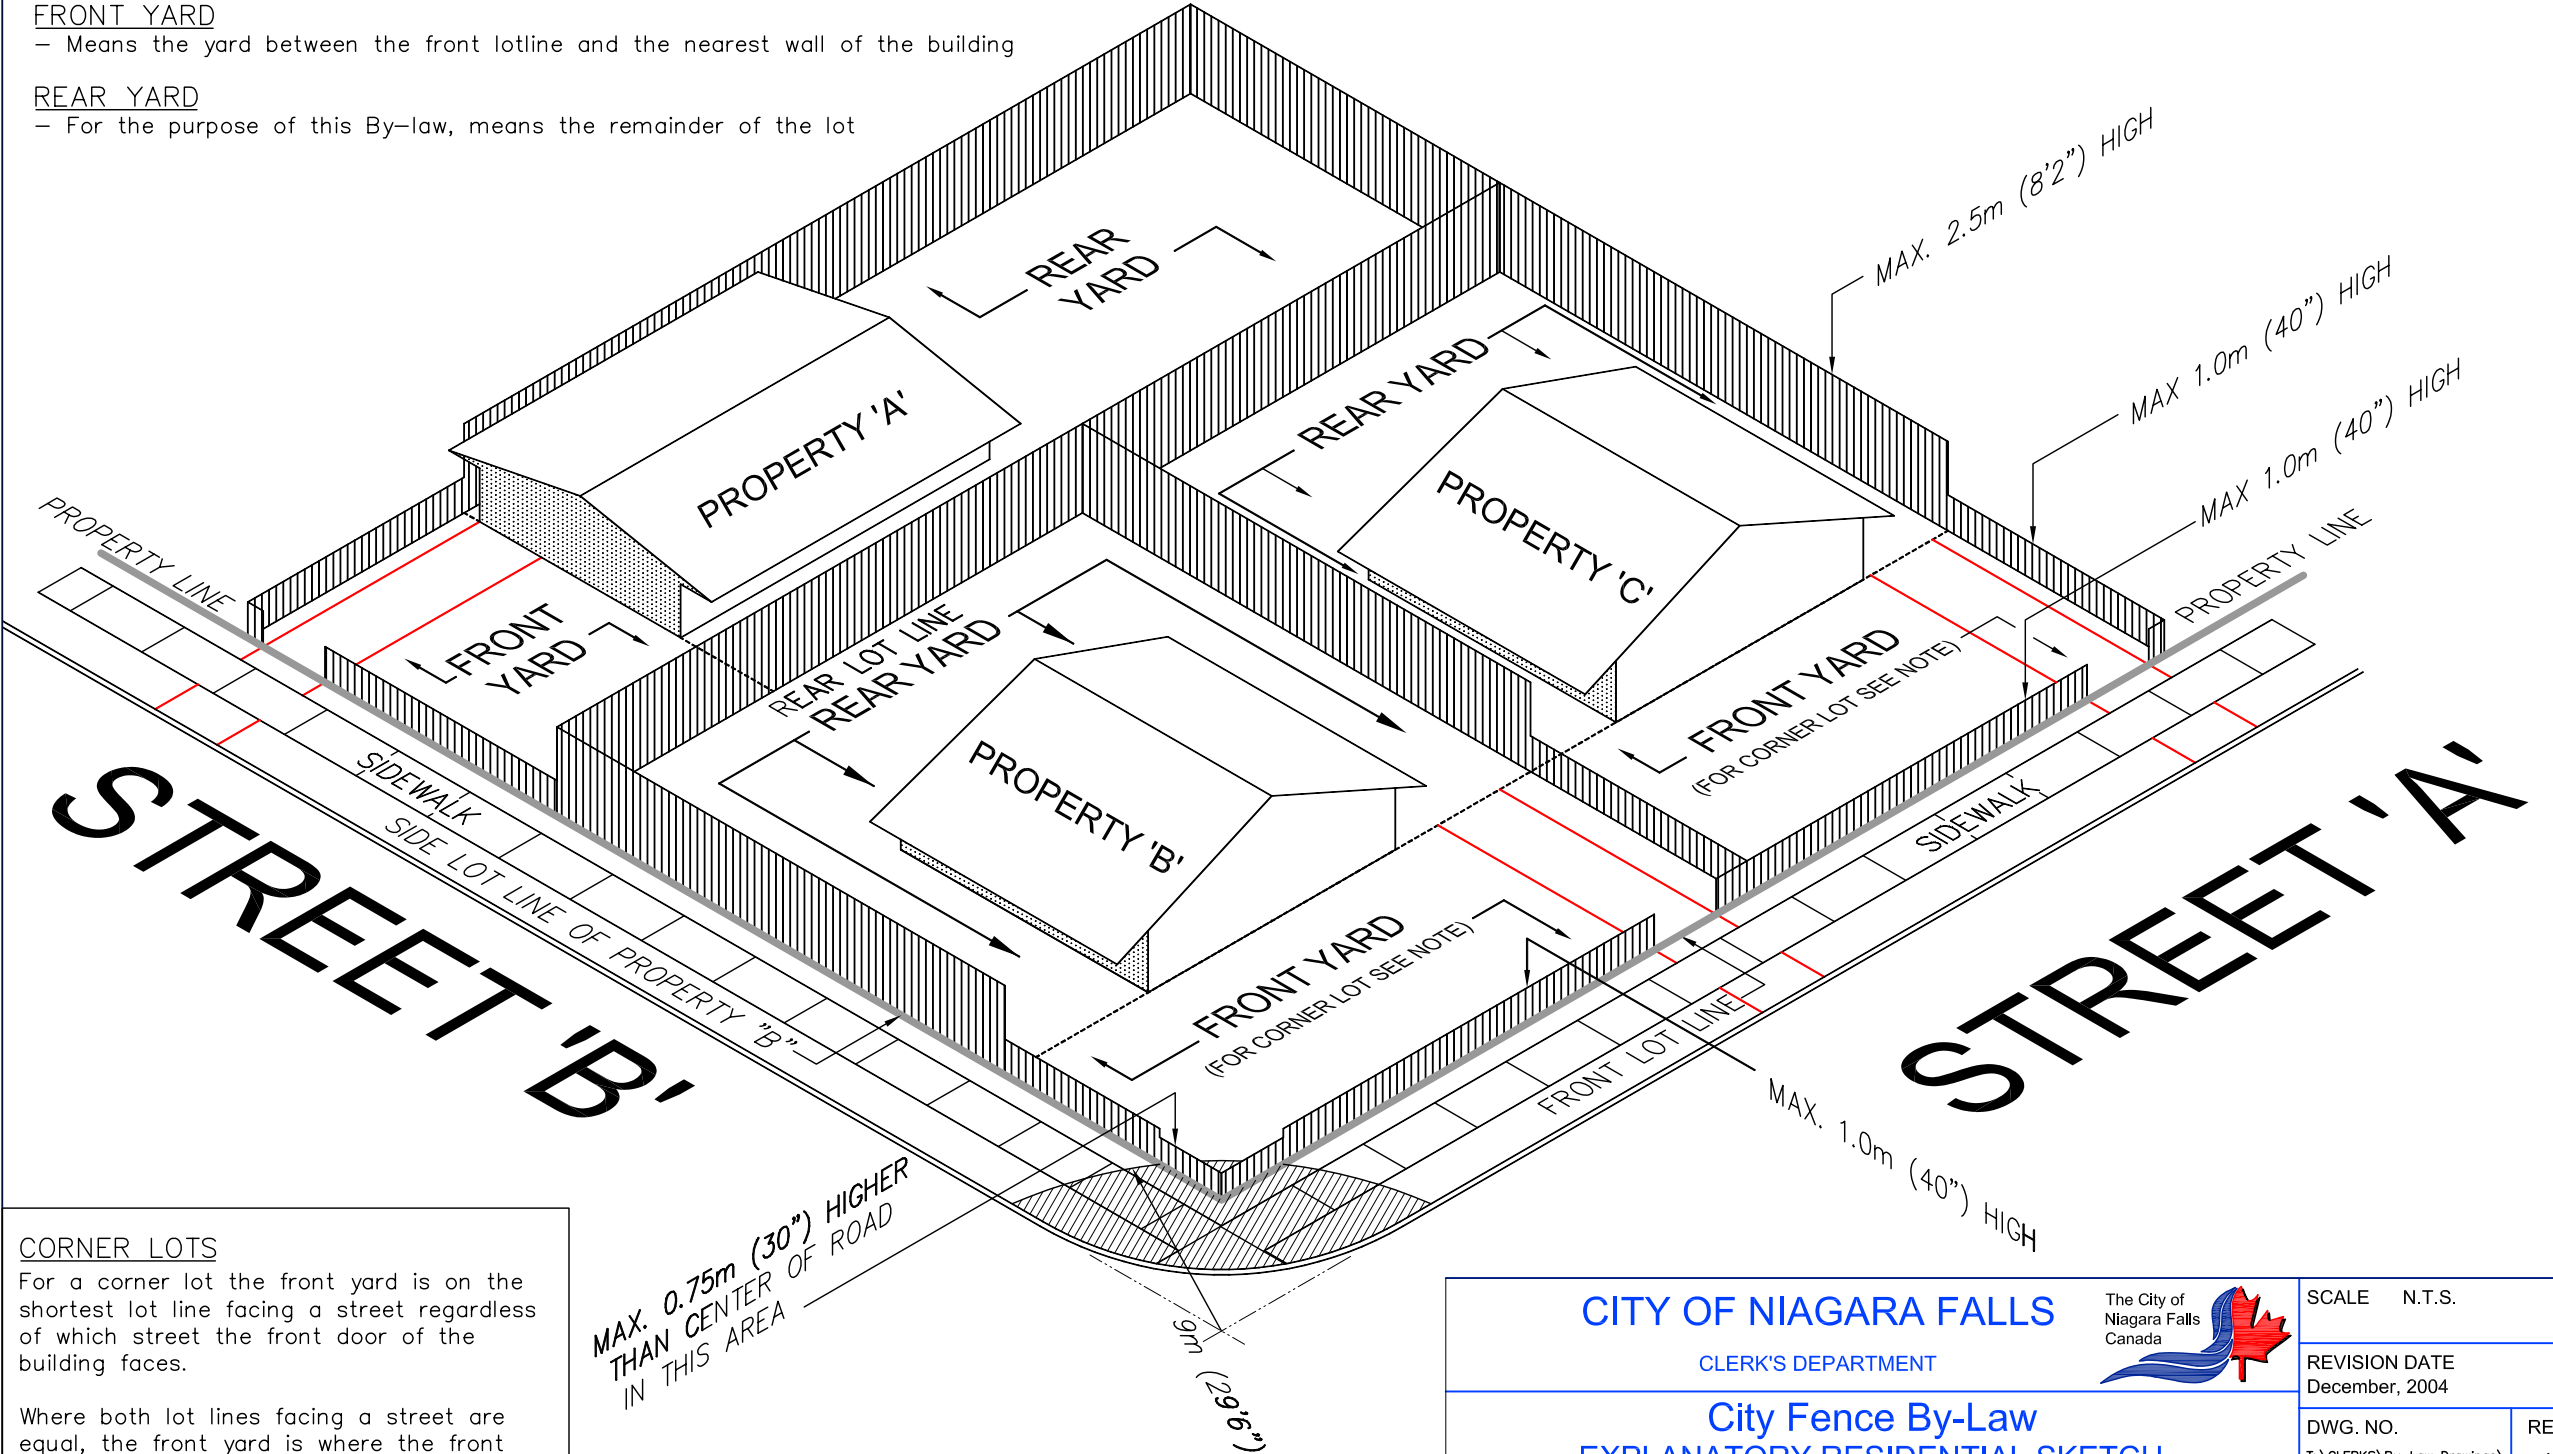 FRONT YARD
– Means the yard between the front lotline and the nearest wall of the building
REAR YARD
– For the purpose of this By–law, means the remainder of the lot
MAX. 2.5m (8'2") HIGH
MAX 1.0m (40") HIGH
MAX 1.0m (40") HIGH
PROPERTY LINE
PROPERTY LINE
REAR
YARD
PROPERTY 'A'
FRONT
YARD
REAR YARD
PROPERTY 'C'
FRONT YARD
(FOR CORNER LOT SEE NOTE)
REAR LOT LINE
REAR YARD
PROPERTY 'B'
FRONT YARD
(FOR CORNER LOT SEE NOTE)
SIDEWALK
SIDE LOT LINE OF PROPERTY "B"
STREET 'B'
SIDEWALK
FRONT LOT LINE
STREET 'A'
MAX. 1.0m (40") HIGH
MAX. 0.75m (30") HIGHER
THAN CENTER OF ROAD
IN THIS AREA
9m (29'6")
CORNER LOTS
For a corner lot the front yard is on the
shortest lot line facing a street regardless
of which street the front door of the
building faces.
Where both lot lines facing a street are
equal, the front yard is where the front
CITY OF NIAGARA FALLS
CLERK'S DEPARTMENT
The City of
Niagara Falls
Canada
City Fence By-Law
EXPLANATORY RESIDENTIAL SKETCH
SCALE N.T.S.
REVISION DATE
December, 2004
DWG. NO.
RE